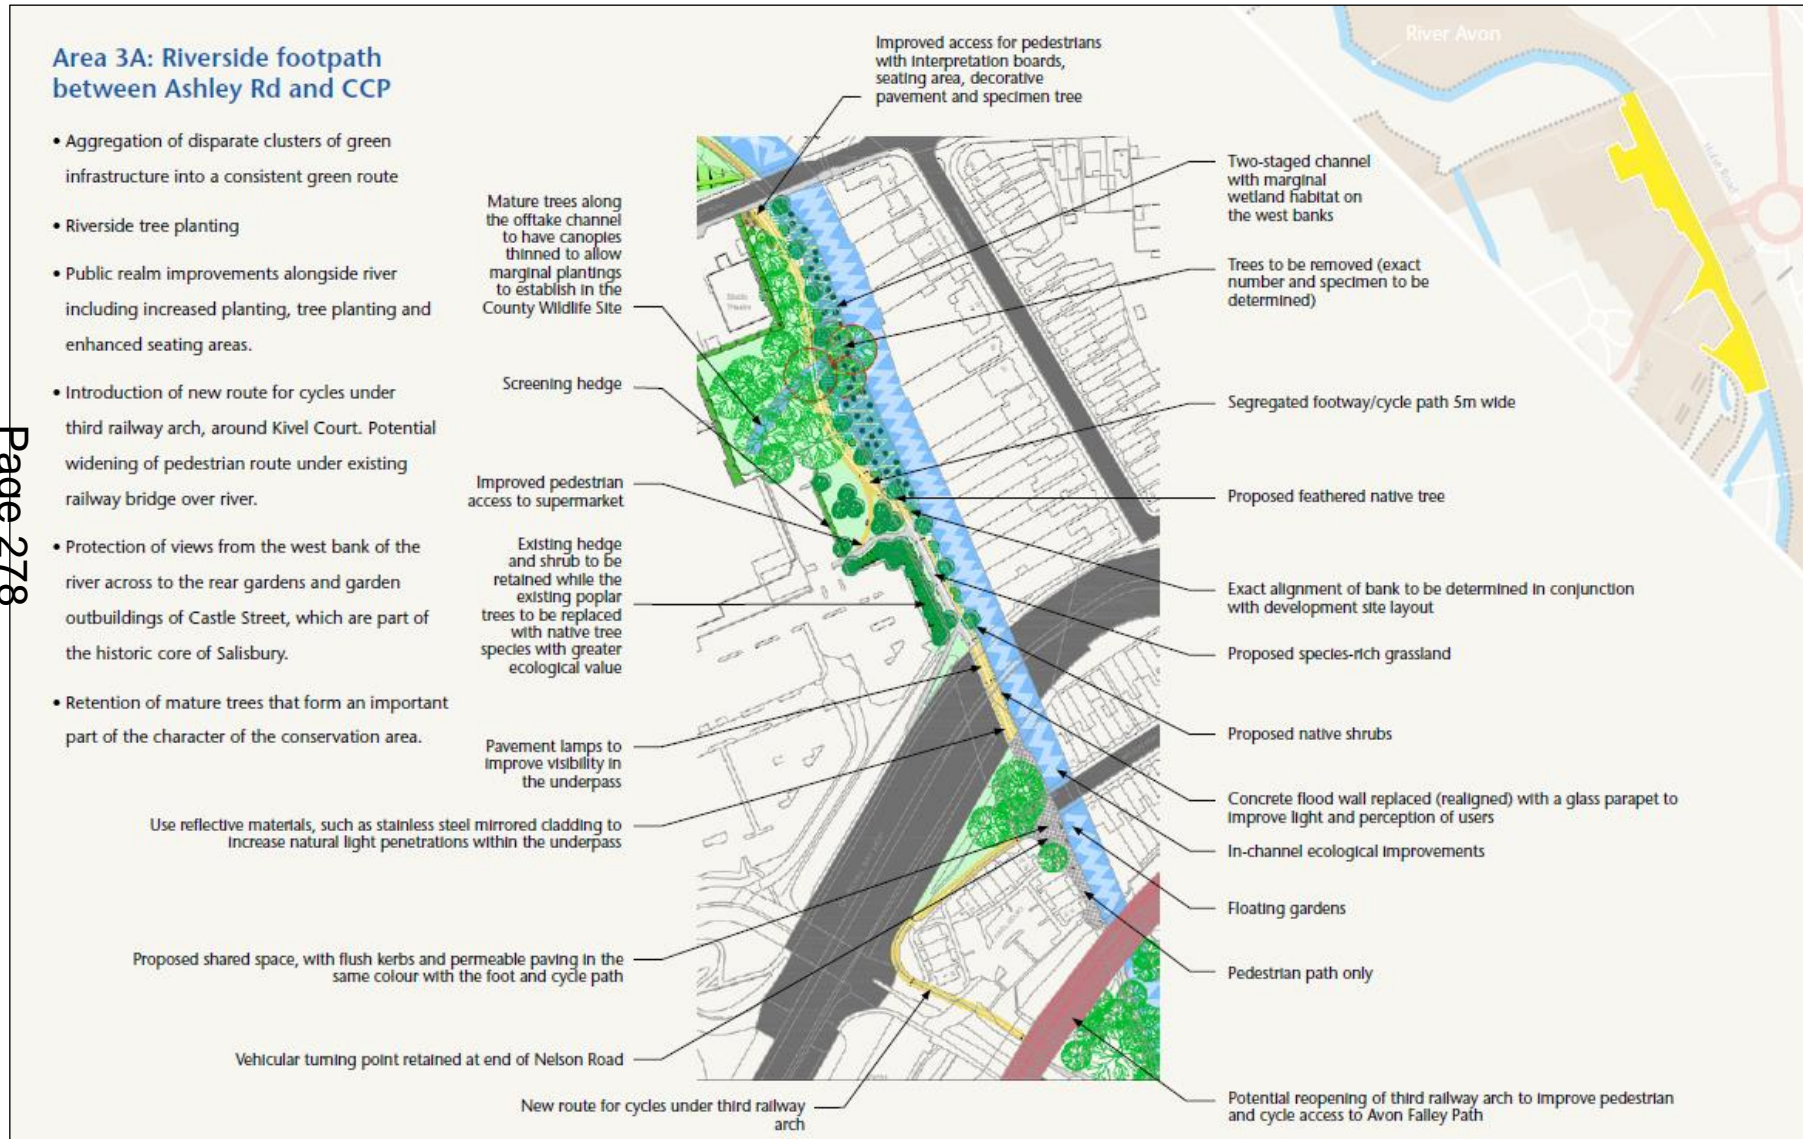 Area 3A: Riverside footpath
between Ashley Rd and CCP
• Aggregation of disparate clusters of green
infrastructure into a consistent green route
• Riverside tree planting
• Public realm improvements alongside river
including increased planting, tree planting and
enhanced seating areas.
• Introduction of new route for cycles under
third railway arch, around Kivel Court. Potential
widening of pedestrian route under existing
railway bridge over river.
• Protection of views from the west bank of the
river across to the rear gardens and garden
outbuildings of Castle Street, which are part of
the historic core of Salisbury.
• Retention of mature trees that form an important
part of the character of the conservation area.
Page 278
Improved access for pedestrians
with interpretation boards,
seating area, decorative
pavement and specimen tree
Mature trees along
the offtake channel
to have canopies
thinned to allow
marginal plantings
to establish in the
County Wildlife Site
Screening hedge
Improved pedestrian
access to supermarket
Existing hedge
and shrub to be
retained while the
existing poplar
trees to be replaced
with native tree
species with greater
ecological value
Pavement lamps to
improve visibility in
the underpass
Use reflective materials, such as stainless steel mirrored cladding to
increase natural light penetrations within the underpass
Proposed shared space, with flush kerbs and permeable paving in the
same colour with the foot and cycle path
Vehicular turning point retained at end of Nelson Road
New route for cycles under third railway
arch
Two-staged channel
with marginal
wetland habitat on
the west banks
Trees to be removed (exact
number and specimen to be
determined)
Segregated footway/cycle path 5m wide
Proposed feathered native tree
Exact alignment of bank to be determined in conjunction
with development site layout
Proposed species-rich grassland
Proposed native shrubs
Concrete flood wall replaced (realigned) with a glass parapet to
improve light and perception of users
In-channel ecological improvements
Floating gardens
Pedestrian path only
Potential reopening of third railway arch to improve pedestrian
and cycle access to Avon Falley Path
River Avon